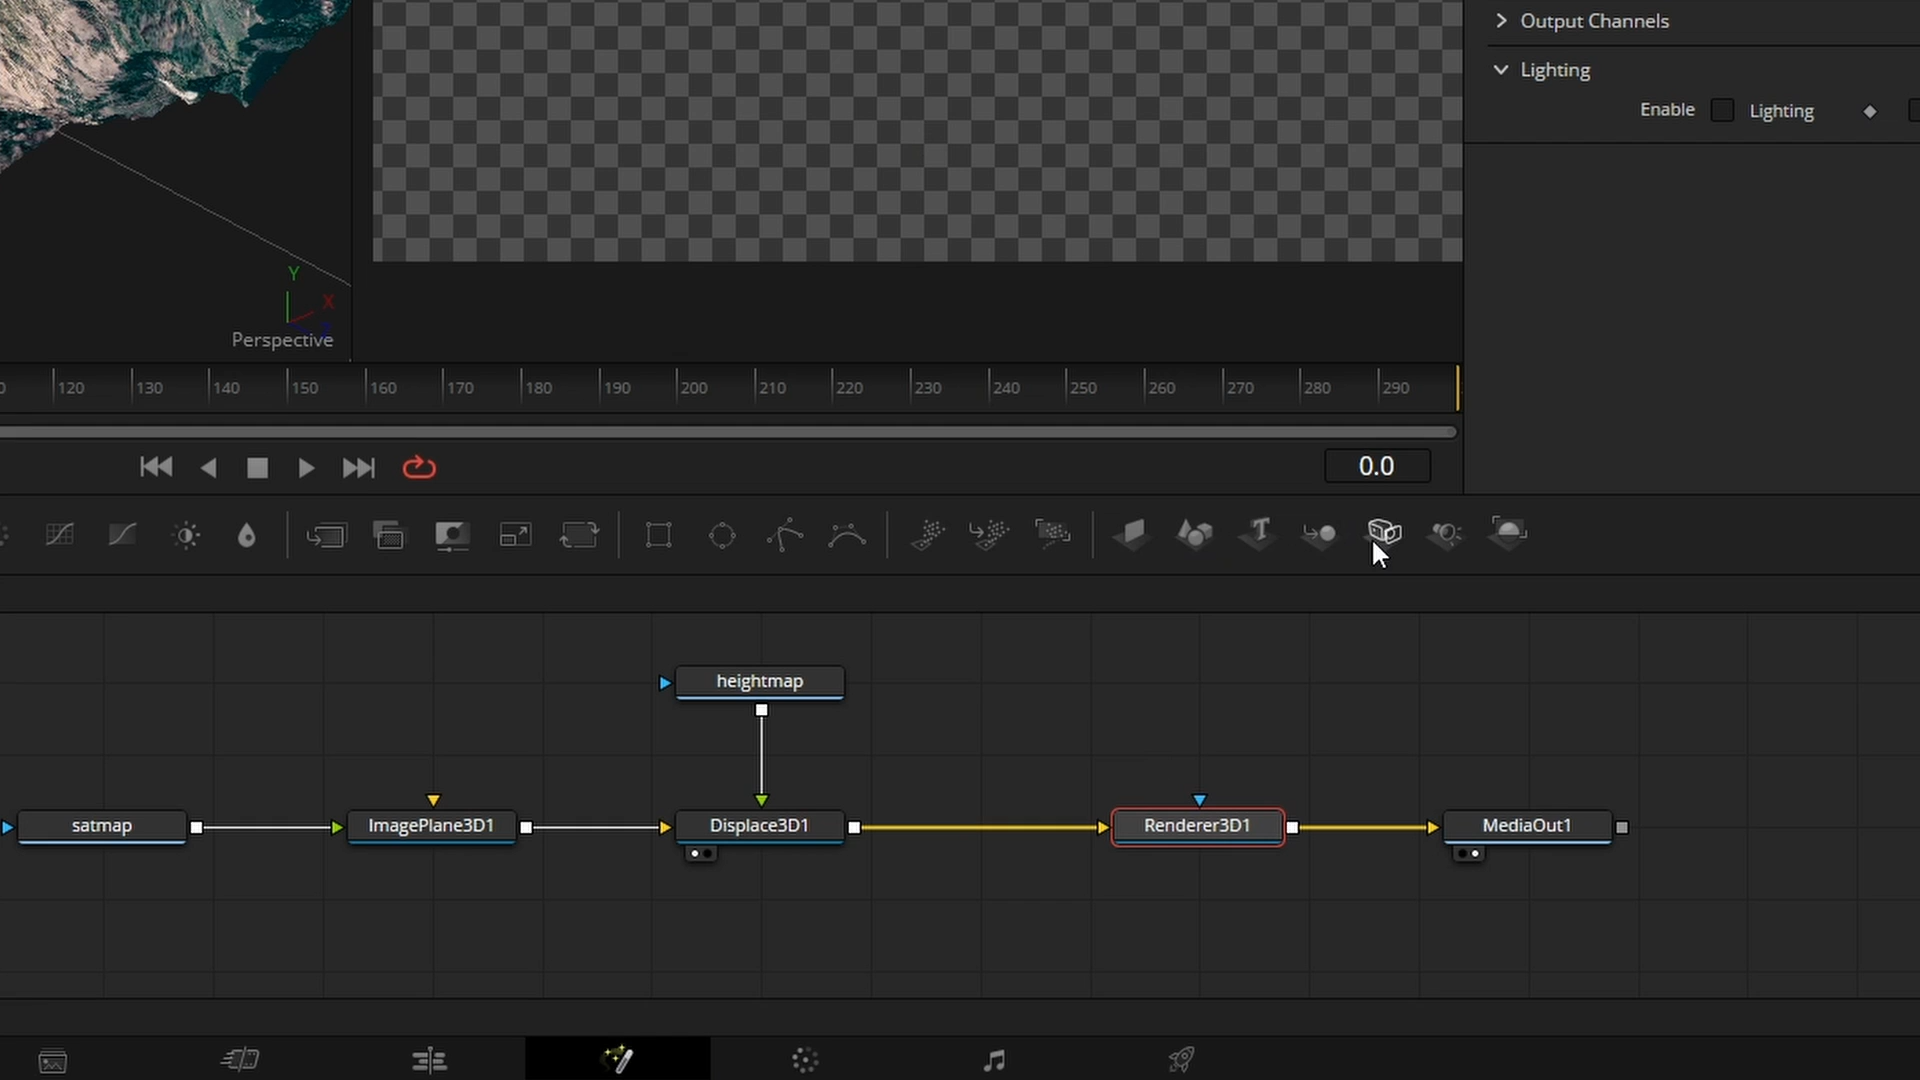 Output Channels
Lighting
Enable Lighting
Y
X
Z
Perspective
120 130 140 150 160 170 180 190 200 210 220 230 240 250 260 270 280 290
0.0
T
heightmap
satmap ImagePlane3D1 Displace3D1 Renderer3D1 MediaOut1